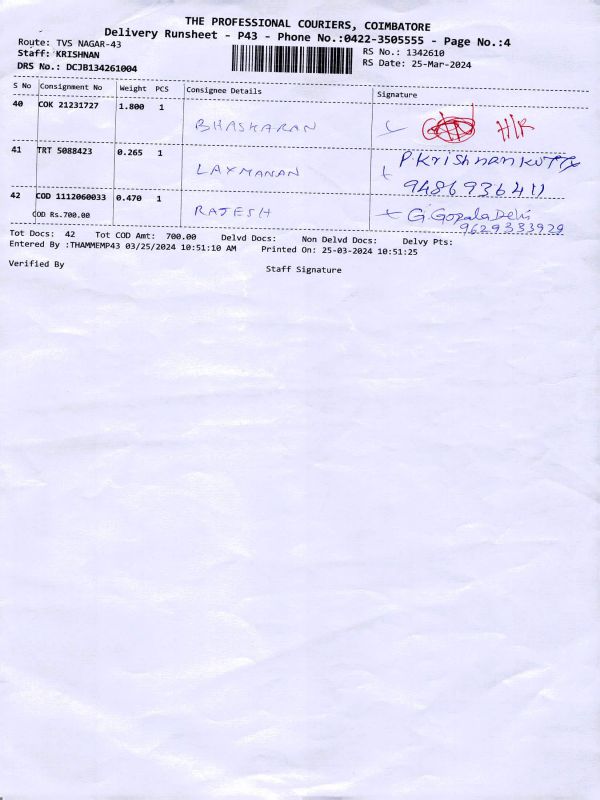 THE PROFESSIONAL COURIERS, COIMBATORE
Delivery Runsheet - P43 - Phone No.:0422-3505555 - Page No.:4
Route: TVS NAGAR-43 RS No.: 1342610
Staff: KRISHNAN RS Date: 25-Mar-2024
DRS No.: DCJB134261004
S No Consignment No Weight PCS Consignee Details Signature
40 COK 21231727 1.800 1
BHASKARAN H/R
41 TRT 5088423 0.265 1 P.Krishnankutty
LAXMANAN 9486936411
42 COD 1112060033 0.470 1
COD Rs.700.00 RAJESH G.Gopala Devi
9629333929
Tot Docs: 42 Tot COD Amt: 700.00 Delvd Docs: Non Delvd Docs: Delvy Pts:
Entered By :THAMMEMP43 03/25/2024 10:51:10 AM Printed On: 25-03-2024 10:51:25
Verified By Staff Signature